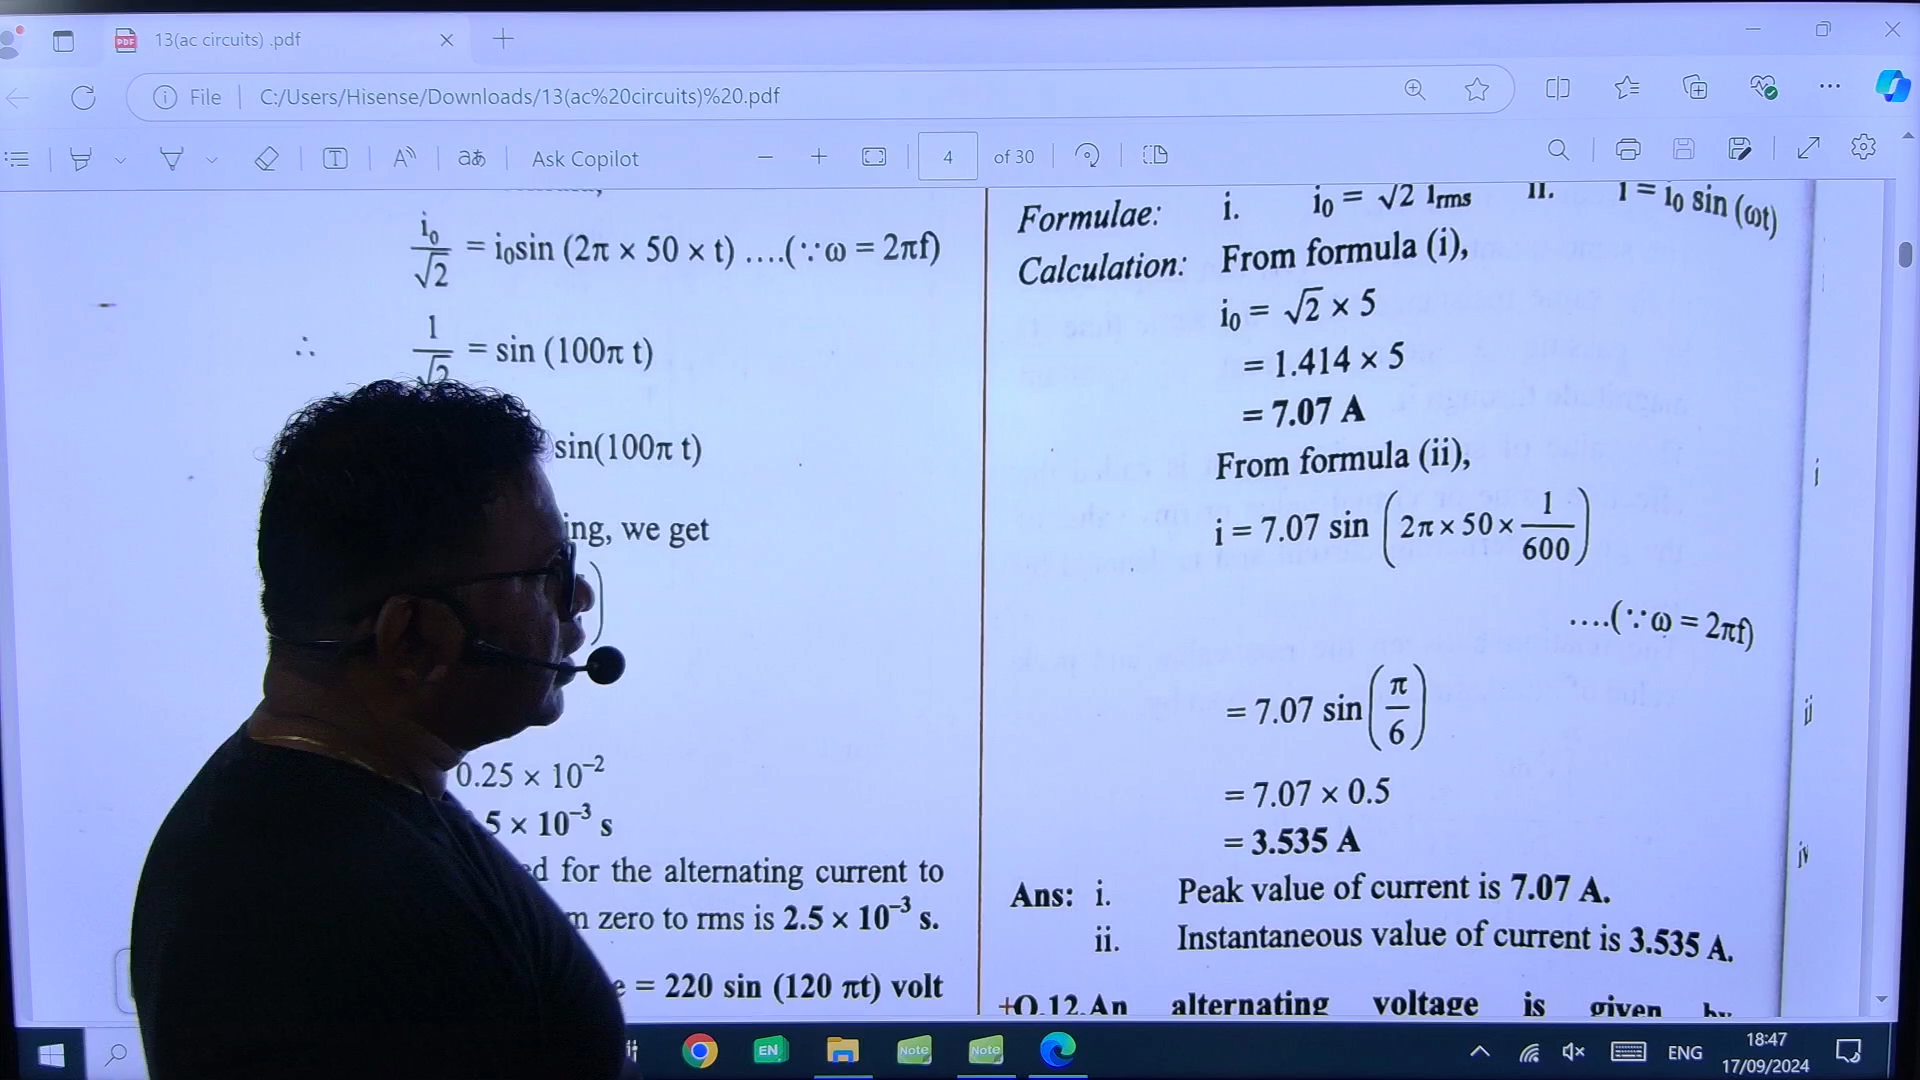 13(ac circuits) .pdf
File
C:/Users/Hisense/Downloads/13(ac%20circuits)%20.pdf
Ask Copilot
4
of 30
i₀/√2 = i₀sin (2π × 50 × t) ....(∵ω = 2πf)
∴ 1/√2 = sin (100π t)
sin(100π t)
ing, we get
)
0.25 × 10⁻²
5 × 10⁻³ s
for the alternating current to
zero to rms is 2.5 × 10⁻³ s.
e = 220 sin (120 πt) volt
Formulae: i. i₀ = √2 Irms II. i = i₀ sin (ωt)
Calculation: From formula (i),
i₀ = √2 × 5
= 1.414 × 5
= 7.07 A
From formula (ii),
i = 7.07 sin (2π × 50 × 1/600)
....(∵ω = 2πf)
= 7.07 sin(π/6)
= 7.07 × 0.5
= 3.535 A
Ans: i. Peak value of current is 7.07 A.
ii. Instantaneous value of current is 3.535 A.
+Q.12.An alternating voltage is given by
EN
Note
Note
ENG
18:47
17/09/2024